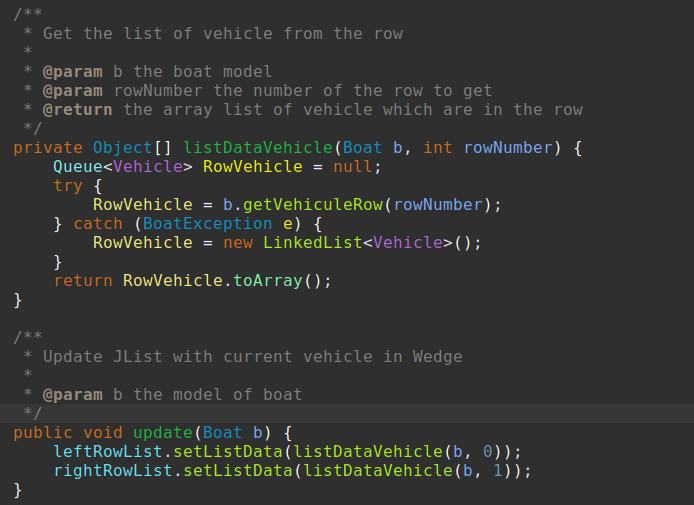 /**
 * Get the list of vehicle from the row
 *
 * @param b the boat model
 * @param rowNumber the number of the row to get
 * @return the array list of vehicle which are in the row
 */
private Object[] listDataVehicle(Boat b, int rowNumber) {
    Queue<Vehicle> RowVehicle = null;
    try {
        RowVehicle = b.getVehiculeRow(rowNumber);
    } catch (BoatException e) {
        RowVehicle = new LinkedList<Vehicle>();
    }
    return RowVehicle.toArray();
}

/**
 * Update JList with current vehicle in Wedge
 *
 * @param b the model of boat
 */
public void update(Boat b) {
    leftRowList.setListData(listDataVehicle(b, 0));
    rightRowList.setListData(listDataVehicle(b, 1));
}